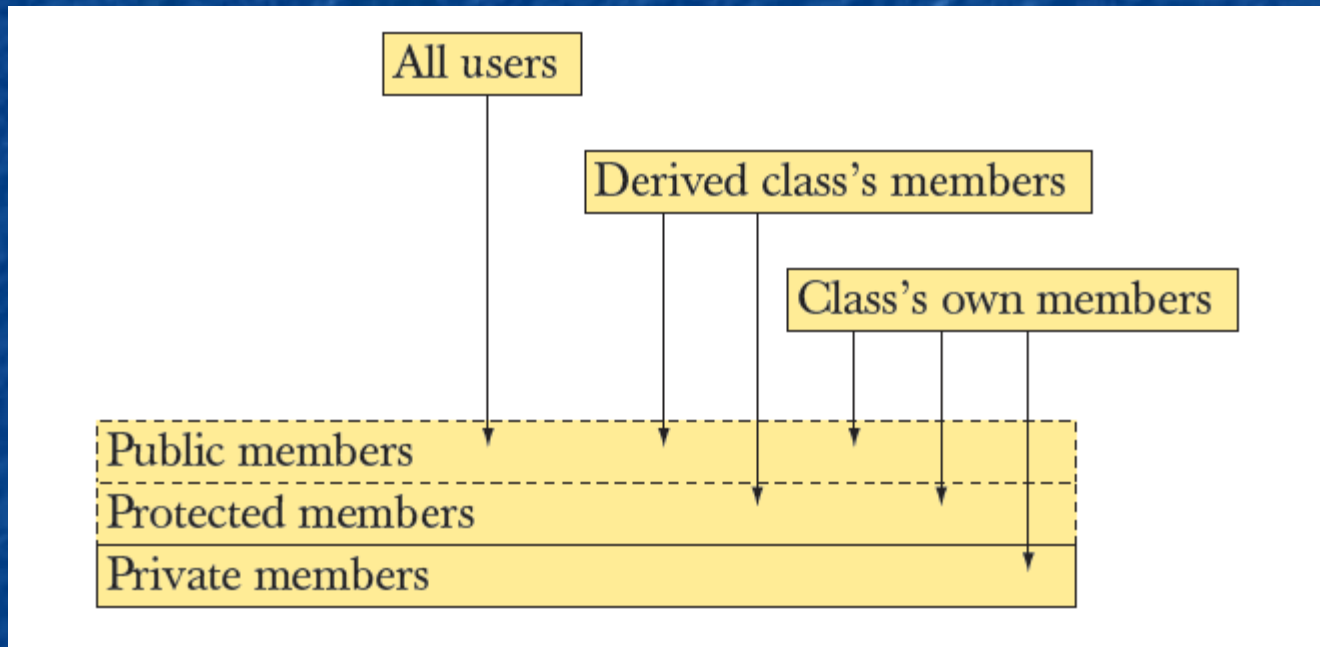 All users
Derived class’s members
Class’s own members
Public members
Protected members
Private members